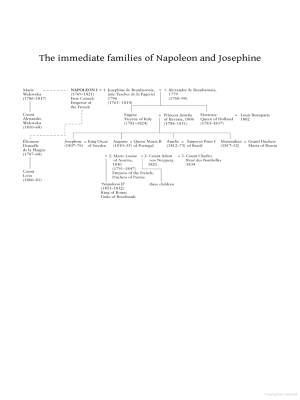 The immediate families of Napoleon and Josephine
Marie
Walewska
(1786–1817)
NAPOLEON I
(1769–1821)
First Consul;
Emperor of
the French
= 1. Josephine de Beauharnais,
(née Tascher de la Pagerie)
1796
(1763–1814)
= 1. Alexandre de Beauharnais,
1779
(1760–94)
Count
Alexandre
Walewska
(1810–68)
Eugène
Viceroy of Italy
(1781–1824)
= Princess Amelia
of Bavaria, 1806
(1788–1851)
Hortense
Queen of Holland
(1783–1837)
= Louis Bonaparte
1802
Eléonore
Denuelle
de la Plaigne
(1787–68)
Josephine
(1807–76)
= King Oscar
of Sweden
Auguste
(1810–35)
= Queen Maria II
of Portugal
Amelia
(1812–73)
= Emperor Peter I
of Brazil
Maximilian
(1817–52)
= Grand Duchess
Maria of Russia
Count
Léon
(1806–81)
= 2. Marie Louise
of Austria,
1810
(1791–1847)
Empress of the French,
Duchess of Parma
= 2. Count Adam
von Neipperg
1821
= 3. Count Charles
René des Bombelles
1834
'Napoleon II'
(1811–1832)
King of Rome
Duke of Reichstadt
three children